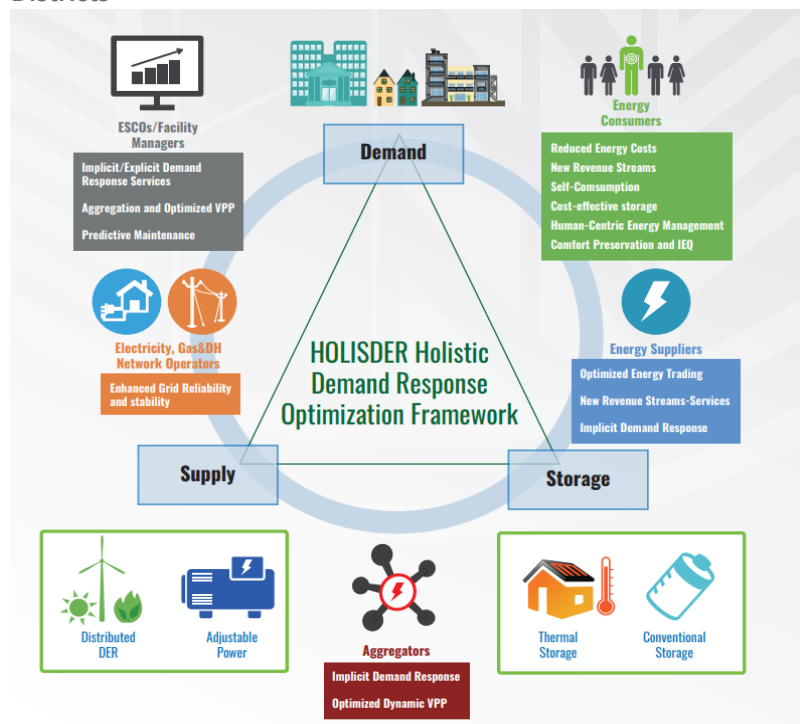 ESCOs/Facility
Managers
Implicit/Explicit Demand
Response Services
Aggregation and Optimized VPP
Predictive Maintenance
Demand
Energy
Consumers
Reduced Energy Costs
New Revenue Streams
Self-Comsumption
Cost-effective storage
Human-Centric Energy Management
Comfort Preservation and IEQ
Electricity, Gas&DH
Network Operators
Enhanced Grid Reliability
and stability
HOLISDER Holistic
Demand Response
Optimization Framework
Energy Suppliers
Optimized Energy Trading
New Revenue Streams-Services
Implicit Demand Response
Supply
Storage
Distributed
DER
Adjustable
Power
Aggregators
Implicit Demand Response
Optimized Dynamic VPP
Thermal
Storage
Conventional
Storage